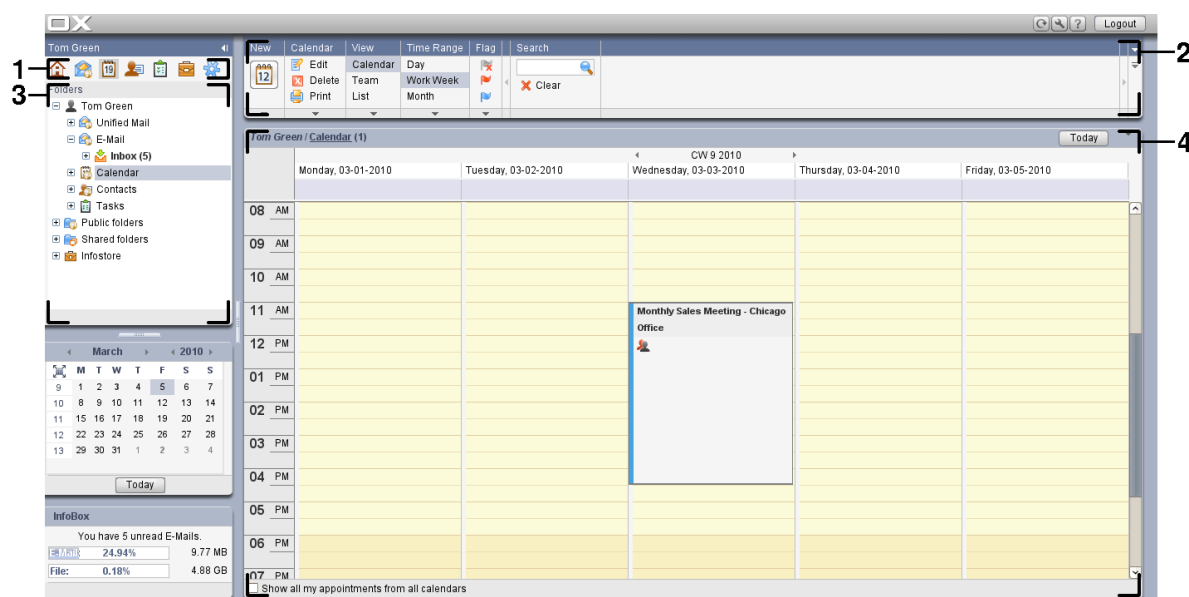 OX
Logout
Tom Green
New Calendar View Time Range Flag Search
2
1
19
12
Edit Calendar Day
Delete Team Work Week
Clear
Print List Month
3
Folders
Tom Green
Unified Mail
E-Mail
Inbox (5)
Calendar
Contacts
Tasks
Public folders
Shared folders
Infostore
Tom Green / Calendar (1)
Today
4
CW 9 2010
Monday, 03-01-2010 Tuesday, 03-02-2010 Wednesday, 03-03-2010 Thursday, 03-04-2010 Friday, 03-05-2010
08 AM
09 AM
10 AM
11 AM
Monthly Sales Meeting - Chicago
Office
12 PM
01 PM
02 PM
03 PM
04 PM
05 PM
06 PM
07 PM
Show all my appointments from all calendars
March 2010
M T W T F S S
9 1 2 3 4 5 6 7
10 8 9 10 11 12 13 14
11 15 16 17 18 19 20 21
12 22 23 24 25 26 27 28
13 29 30 31 1 2 3 4
Today
InfoBox
You have 5 unread E-Mails.
E-Mail: 24.94% 9.77 MB
File: 0.18% 4.88 GB